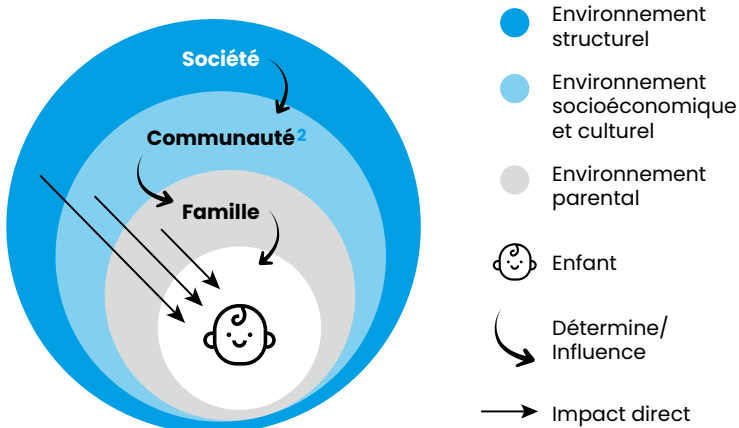 Société
Communauté²
Famille
Environnement
structurel
Environnement
socioéconomique
et culturel
Environnement
parental
Enfant
Détermine/
Influence
Impact direct